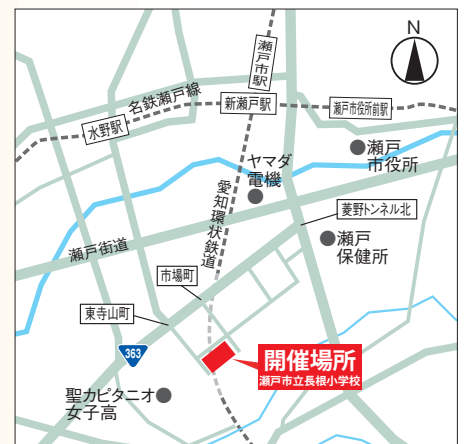 N
瀬戸市駅
名鉄瀬戸線
新瀬戸駅
瀬戸市役所前駅
水野駅
瀬戸
市役所
ヤマダ
電機
愛知環状鉄道
菱野トンネル北
瀬戸
保健所
瀬戸街道
市場町
東寺山町
363
開催場所
瀬戸市立長根小学校
聖カピタニオ
女子高